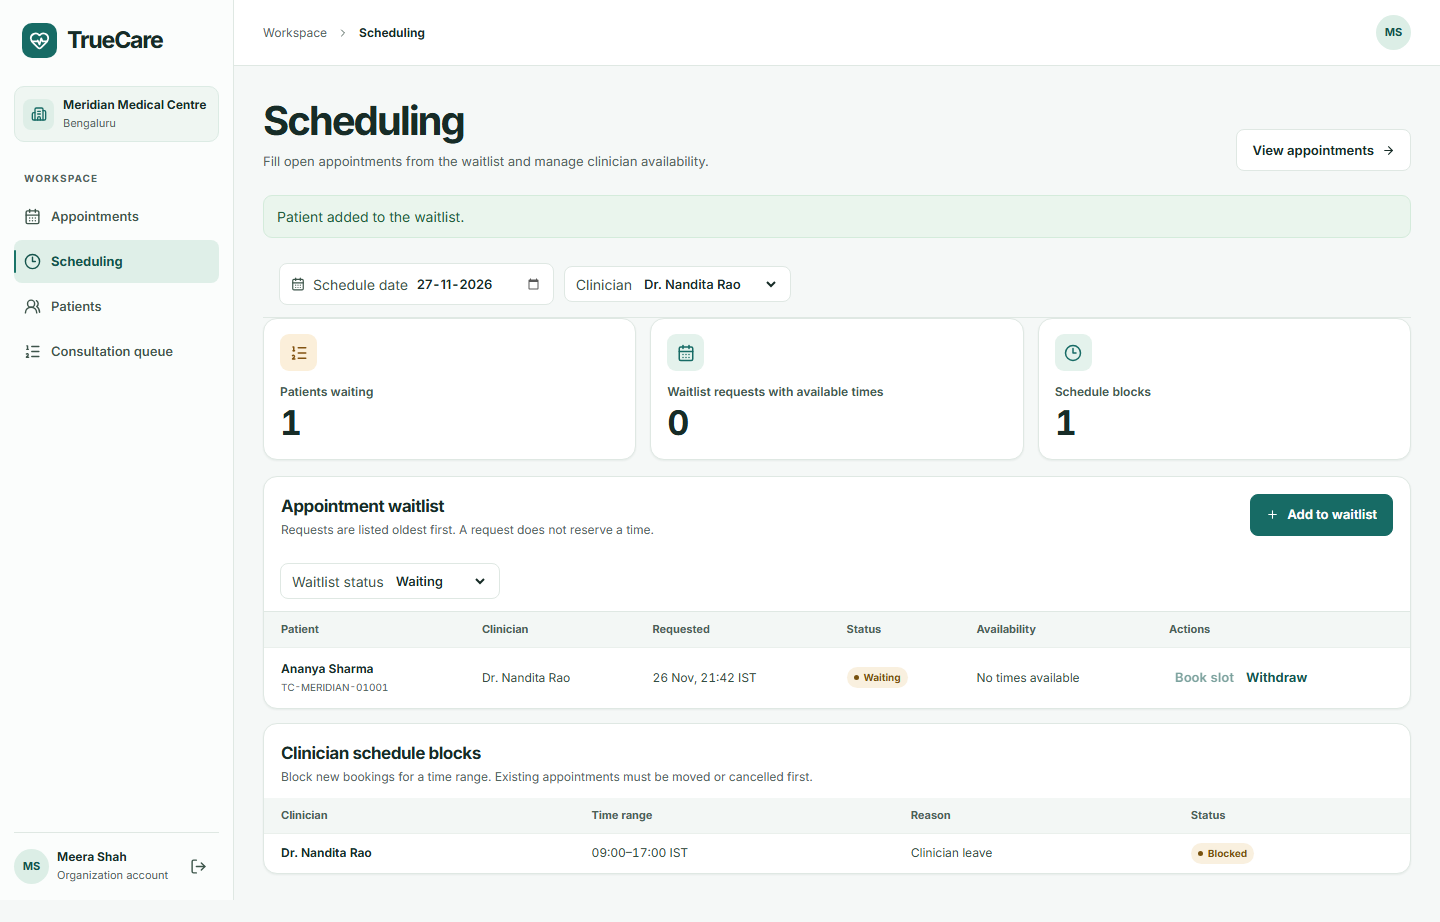 TrueCare
Workspace > Scheduling
MS
Meridian Medical Centre
Bengaluru
WORKSPACE
Appointments
Scheduling
Patients
Consultation queue
Meera Shah
Organization account
MS
Scheduling
Fill open appointments from the waitlist and manage clinician availability.
View appointments →
Patient added to the waitlist.
Schedule date 27-11-2026
Clinician Dr. Nandita Rao
Patients waiting
1
Waitlist requests with available times
0
Schedule blocks
1
Appointment waitlist
Requests are listed oldest first. A request does not reserve a time.
+ Add to waitlist
Waitlist status Waiting
Patient Clinician Requested Status Availability Actions
Ananya Sharma
TC-MERIDIAN-01001
Dr. Nandita Rao 26 Nov, 21:42 IST Waiting No times available Book slot Withdraw
Clinician schedule blocks
Block new bookings for a time range. Existing appointments must be moved or cancelled first.
Clinician Time range Reason Status
Dr. Nandita Rao 09:00–17:00 IST Clinician leave Blocked